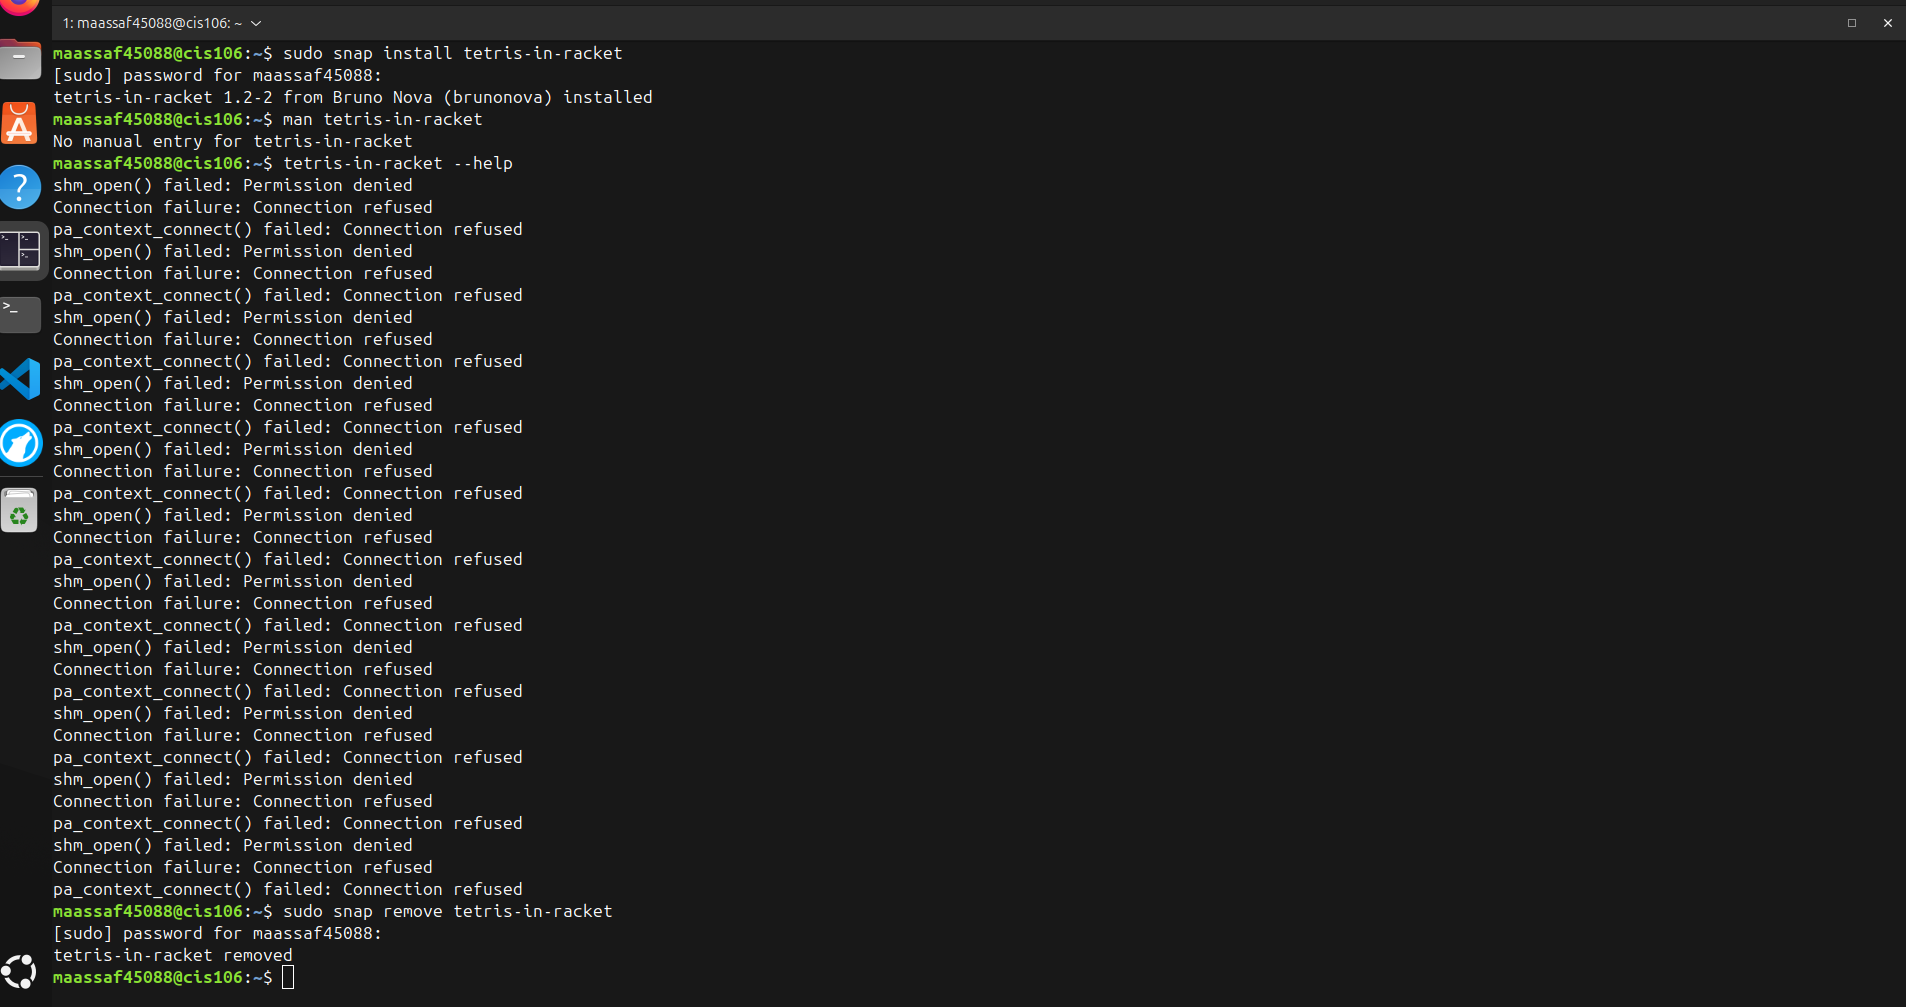 1: maassaf45088@cis106: ~
maassaf45088@cis106:~$ sudo snap install tetris-in-racket
[sudo] password for maassaf45088:
tetris-in-racket 1.2-2 from Bruno Nova (brunonova) installed
maassaf45088@cis106:~$ man tetris-in-racket
No manual entry for tetris-in-racket
maassaf45088@cis106:~$ tetris-in-racket --help
shm_open() failed: Permission denied
Connection failure: Connection refused
pa_context_connect() failed: Connection refused
shm_open() failed: Permission denied
Connection failure: Connection refused
pa_context_connect() failed: Connection refused
shm_open() failed: Permission denied
Connection failure: Connection refused
pa_context_connect() failed: Connection refused
shm_open() failed: Permission denied
Connection failure: Connection refused
pa_context_connect() failed: Connection refused
shm_open() failed: Permission denied
Connection failure: Connection refused
pa_context_connect() failed: Connection refused
shm_open() failed: Permission denied
Connection failure: Connection refused
pa_context_connect() failed: Connection refused
shm_open() failed: Permission denied
Connection failure: Connection refused
pa_context_connect() failed: Connection refused
shm_open() failed: Permission denied
Connection failure: Connection refused
pa_context_connect() failed: Connection refused
shm_open() failed: Permission denied
Connection failure: Connection refused
pa_context_connect() failed: Connection refused
shm_open() failed: Permission denied
Connection failure: Connection refused
pa_context_connect() failed: Connection refused
shm_open() failed: Permission denied
Connection failure: Connection refused
pa_context_connect() failed: Connection refused
maassaf45088@cis106:~$ sudo snap remove tetris-in-racket
[sudo] password for maassaf45088:
tetris-in-racket removed
maassaf45088@cis106:~$